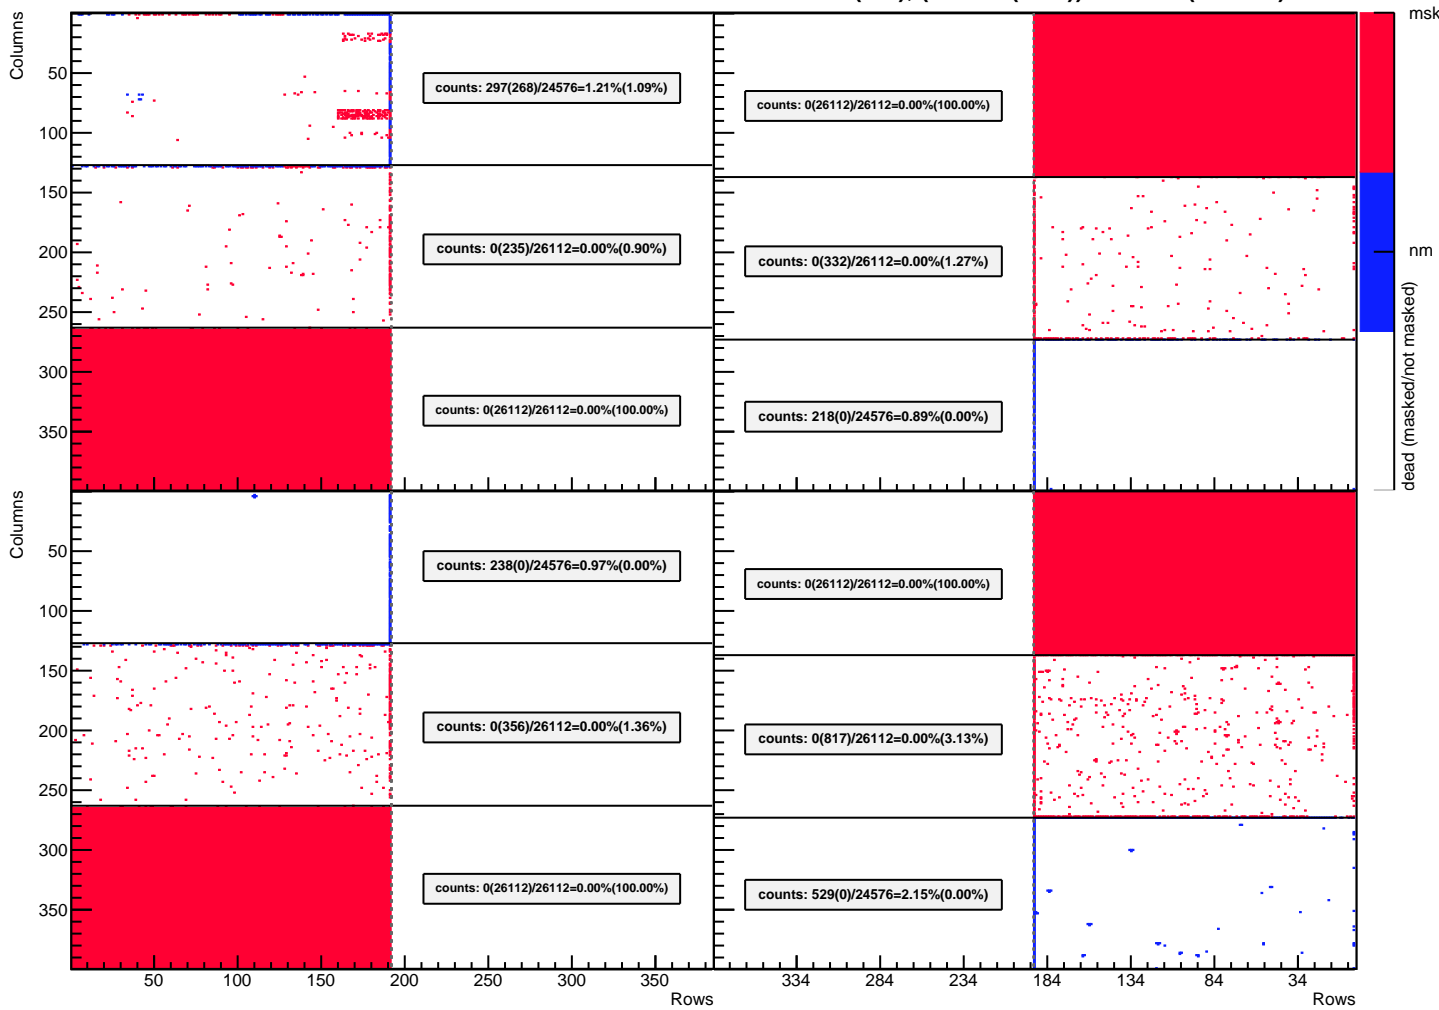 msk
Columns
50
100
150
200
250
300
350
counts: 297(268)/24576=1.21%(1.09%)
counts: 0(235)/26112=0.00%(0.90%)
counts: 0(26112)/26112=0.00%(100.00%)
counts: 0(26112)/26112=0.00%(100.00%)
counts: 0(332)/26112=0.00%(1.27%)
counts: 218(0)/24576=0.89%(0.00%)
nm
dead (masked/not masked)
Columns
50
100
150
200
250
300
350
counts: 238(0)/24576=0.97%(0.00%)
counts: 0(356)/26112=0.00%(1.36%)
counts: 0(26112)/26112=0.00%(100.00%)
counts: 0(26112)/26112=0.00%(100.00%)
counts: 0(817)/26112=0.00%(3.13%)
counts: 529(0)/24576=2.15%(0.00%)
50 100 150 200 250 300 350
Rows
334 284 234 184 134 84 34
Rows